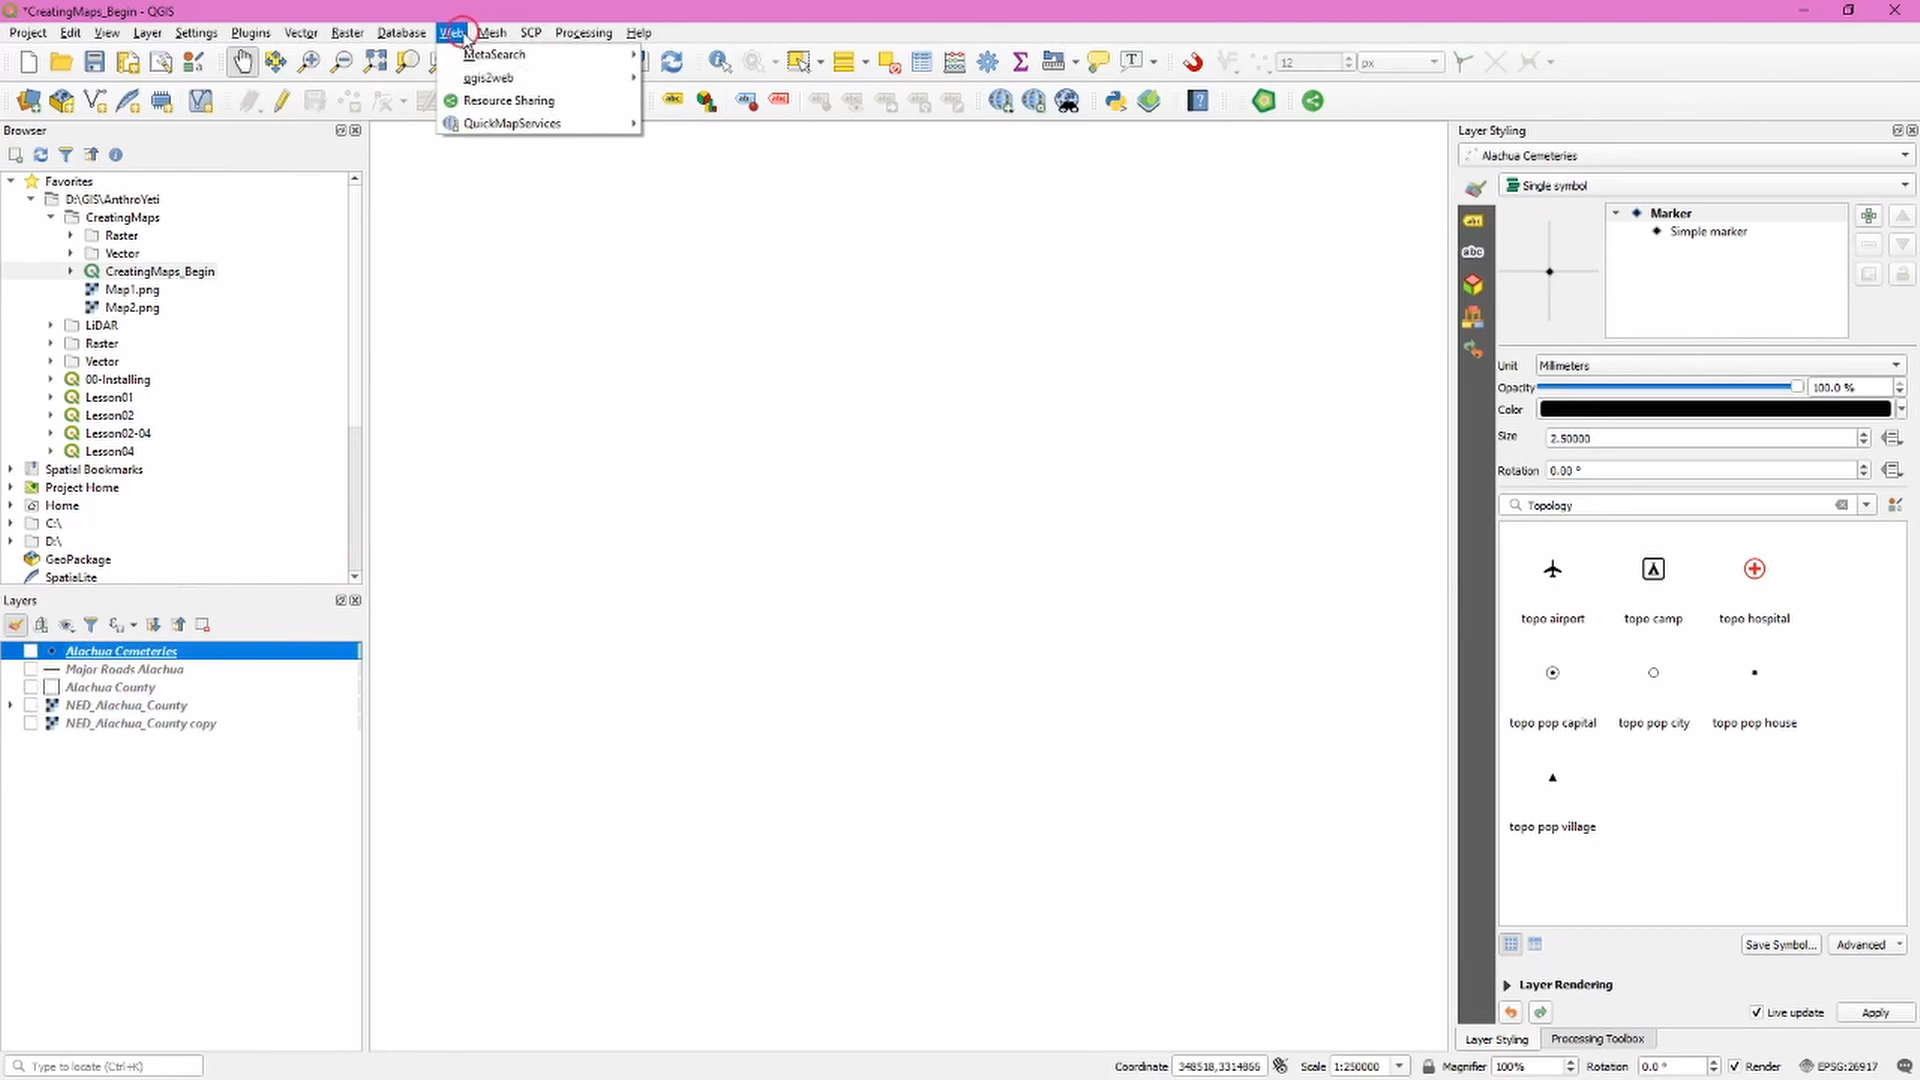 *CreatingMaps_Begin - QGIS
Project Edit View Layer Settings Plugins Vector Raster Database Web Mesh SCP Processing Help
MetaSearch
qgis2web
Resource Sharing
QuickMapServices
12 px
Browser
Favorites
D:\GIS\AnthroYeti
CreatingMaps
Raster
Vector
CreatingMaps_Begin
Map1.png
Map2.png
LiDAR
Raster
Vector
00-Installing
Lesson01
Lesson02
Lesson02-04
Lesson04
Spatial Bookmarks
Project Home
Home
C:\
D:\
GeoPackage
SpatiaLite
Layers
Alachua Cemeteries
Major Roads Alachua
Alachua County
NED_Alachua_County
NED_Alachua_County copy
Layer Styling
Alachua Cemeteries
Single symbol
Marker
Simple marker
Unit Millimeters
Opacity 100.0 %
Color
Size 2.50000
Rotation 0.00 °
Topology
topo airport topo camp topo hospital
topo pop capital topo pop city topo pop house
topo pop village
Save Symbol... Advanced
Layer Rendering
Live update Apply
Layer Styling Processing Toolbox
Type to locate (Ctrl+K) Coordinate 348518,3314866 Scale 1:250000 Magnifier 100% Rotation 0.0 ° Render EPSG:26917